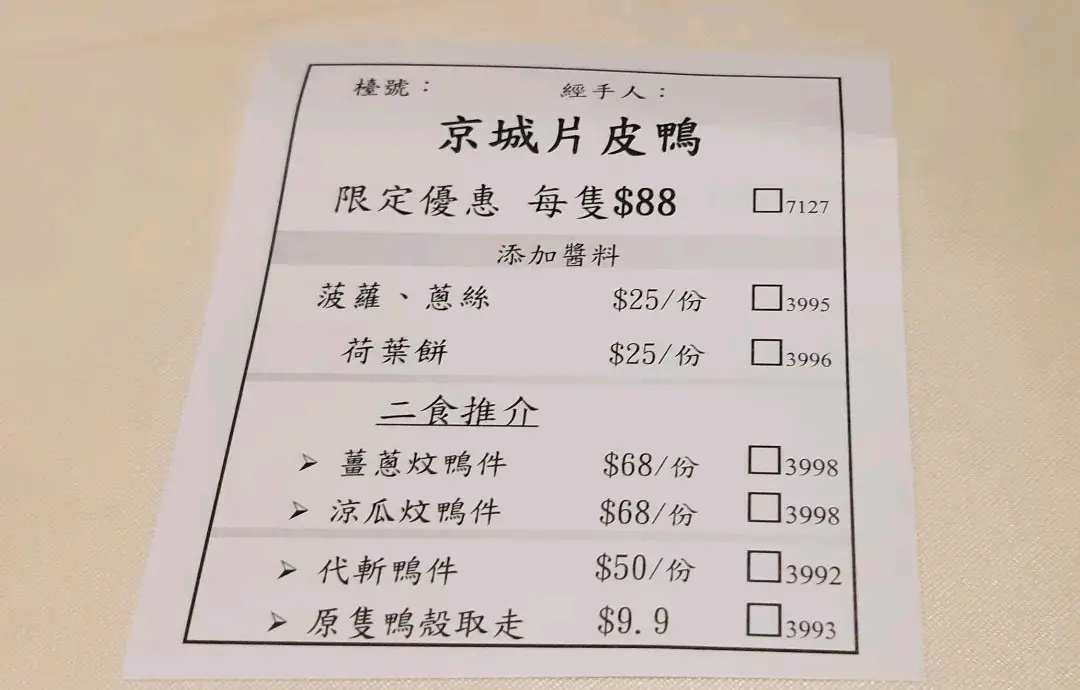 檯號： 經手人：
京城片皮鴨
限定優惠 每隻$88 □7127
添加醬料
菠蘿、蔥絲 $25/份 □3995
荷葉餅 $25/份 □3996
二食推介
➢ 薑蔥炆鴨件 $68/份 □3998
➢ 涼瓜炆鴨件 $68/份 □3998
➢ 代斬鴨件 $50/份 □3992
➢ 原隻鴨殼取走 $9.9 □3993